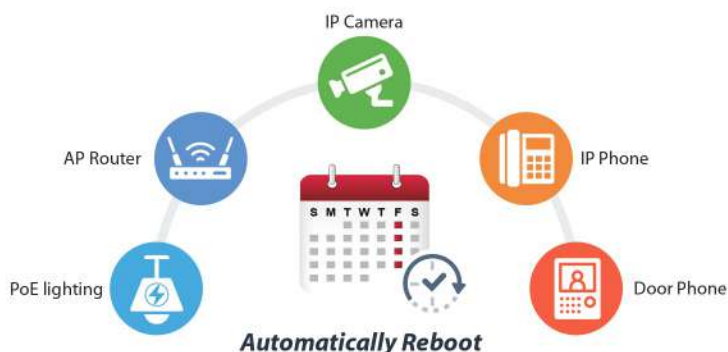 IP Camera
AP Router
IP Phone
S M T W T F S
PoE lighting
Door Phone
Automatically Reboot